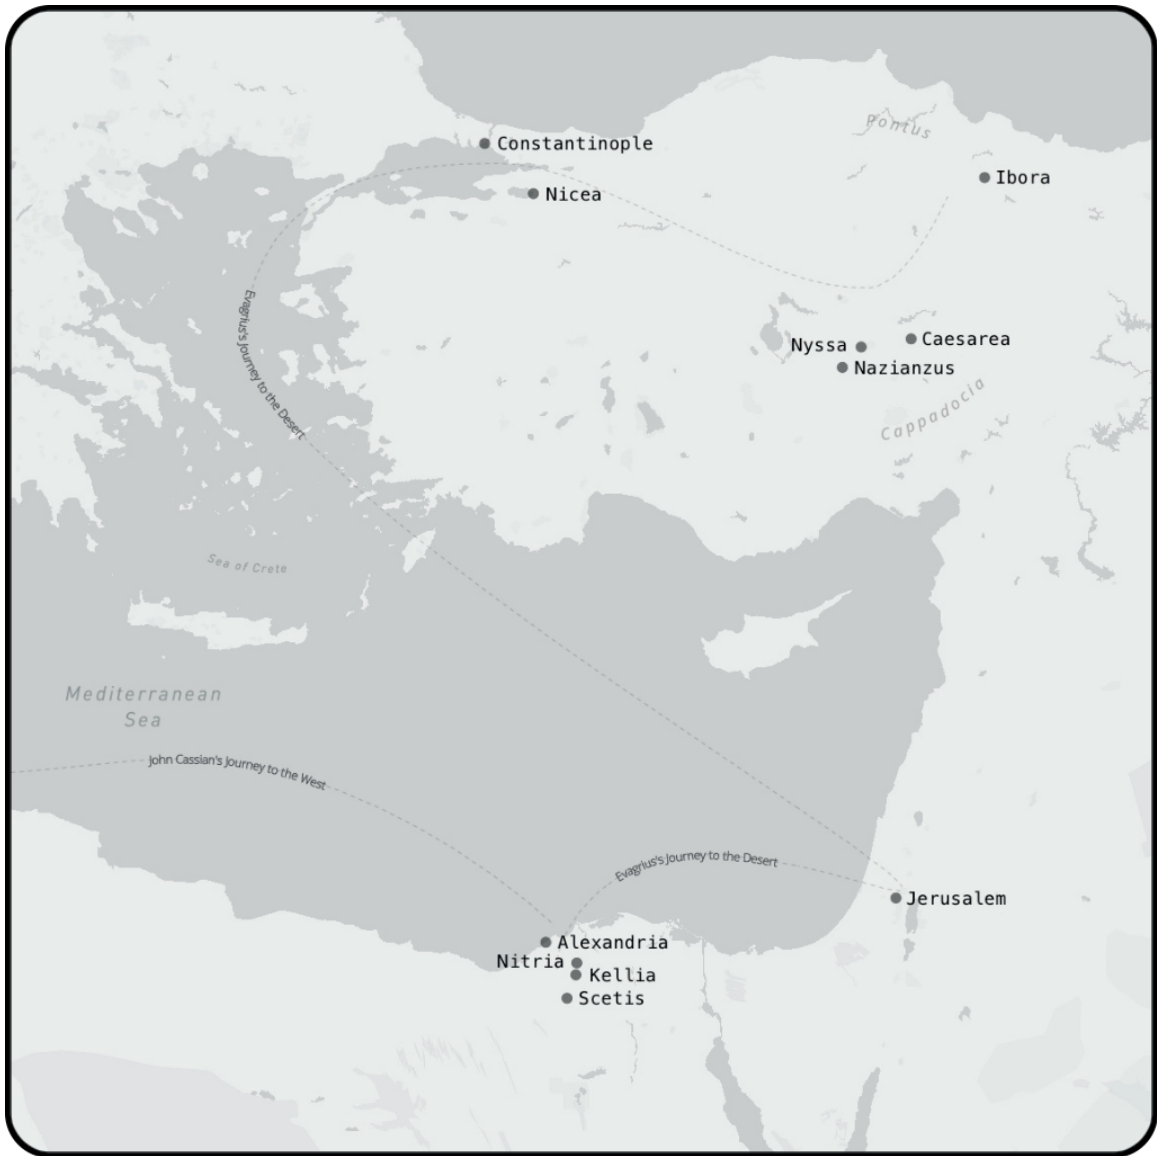 Constantinople
Pontus
Ibora
Nicea
Evagrius's Journey to the Desert
Nyssa
Caesarea
Nazianzus
Cappadocia
Sea of Crete
Mediterranean
Sea
John Cassian's Journey to the West
Evagrius's Journey to the Desert
Jerusalem
Alexandria
Nitria
Kellia
Scetis